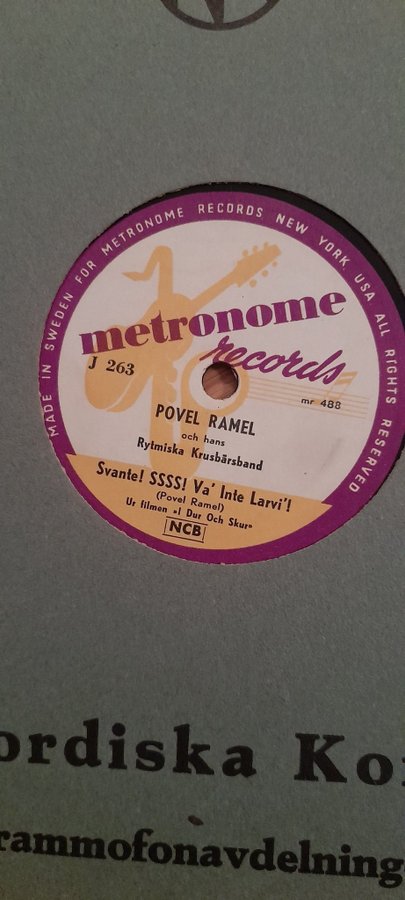 MADE IN SWEDEN FOR METRONOME RECORDS NEW YORK USA ALL RIGHTS RESERVED
metronome
records
J 263
mr 488
POVEL RAMEL
och hans
Rytmiska Krusbärsband
Svante! SSSS! Va' Inte Larvi'!
(Povel Ramel)
Ur filmen »I Dur Och Skur»
NCB
ordiska Ko
rammofonavdelning